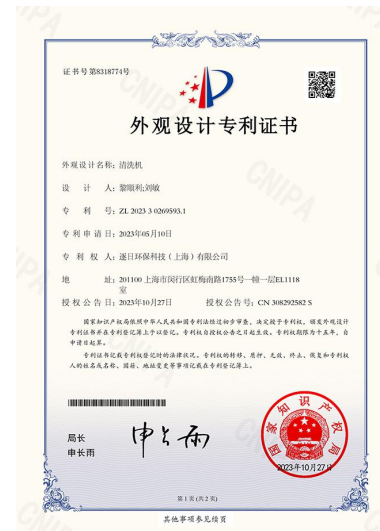 证书号第8318774号
外观设计专利证书
外观设计名称：清洗机
设 计 人：黎顺利;刘敏
专 利 号：ZL 2023 3 0269593.1
专利申请日：2023年05月10日
专 利 权 人：遂日环保科技（上海）有限公司
地 址：201100 上海市闵行区虹梅南路1755号一幢一层EL1118
室
授权公告日：2023年10月27日 授权公告号：CN 308292582 S
国家知识产权局依照中华人民共和国专利法经过初步审查，决定授予专利权，颁发外观设计
专利证书并在专利登记簿上予以登记。专利权自授权公告之日起生效。专利权期限为十五年，自
申请日起算。
专利证书记载专利权登记时的法律状况。专利权的转移、质押、无效、终止、恢复和专利权
人的姓名或名称、国籍、地址变更等事项记载在专利登记簿上。
局长
申长雨
申长雨
国家知识产权局
2023年10月27日
第 1 页 (共 2 页)
其他事项参见续页
CNIPA
CNIPA